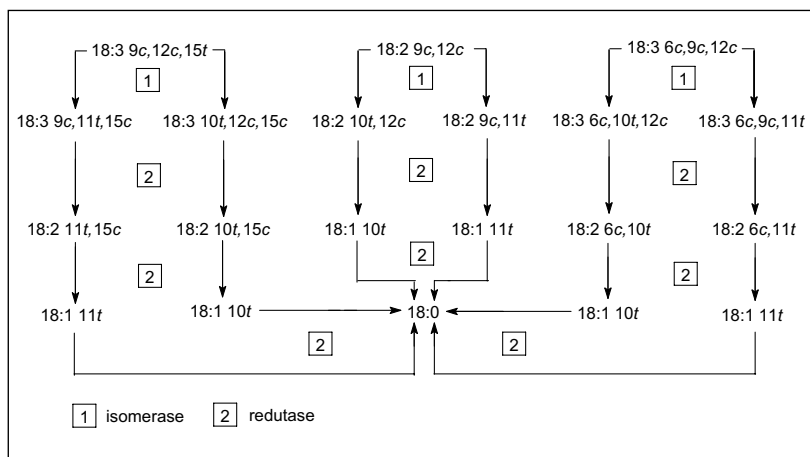 18:3 9c,12c,15t 18:2 9c,12c 18:3 6c,9c,12c
1 1 1
18:3 9c,11t,15c 18:3 10t,12c,15c 18:2 10t,12c 18:2 9c,11t 18:3 6c,10t,12c 18:3 6c,9c,11t
2 2 2
18:2 11t,15c 18:2 10t,15c 18:1 10t 18:1 11t 18:2 6c,10t 18:2 6c,11t
2 2 2
18:1 11t 18:1 10t 18:0 18:1 10t 18:1 11t
2 2
1 isomerase 2 redutase